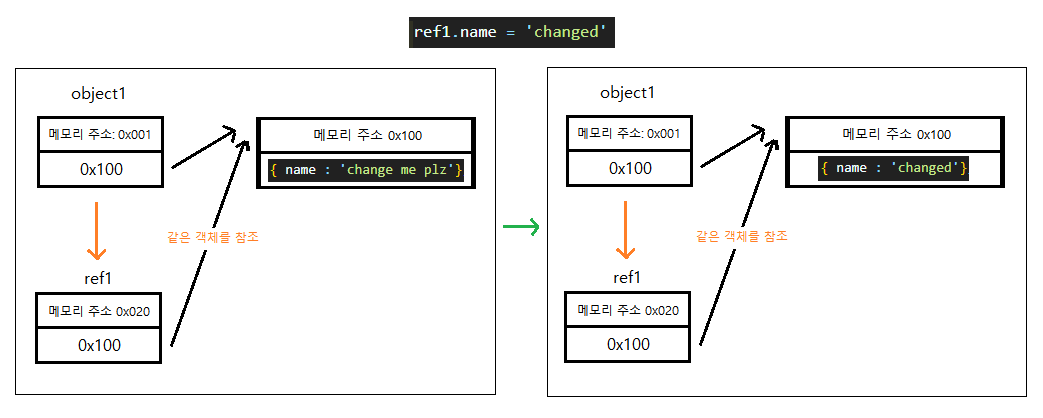 ref1.name = 'changed'
object1
메모리 주소: 0x001
0x100
메모리 주소 0x100
{ name : 'change me plz'}
같은 객체를 참조
ref1
메모리 주소 0x020
0x100
object1
메모리 주소: 0x001
0x100
메모리 주소 0x100
{ name : 'changed'}
같은 객체를 참조
ref1
메모리 주소 0x020
0x100